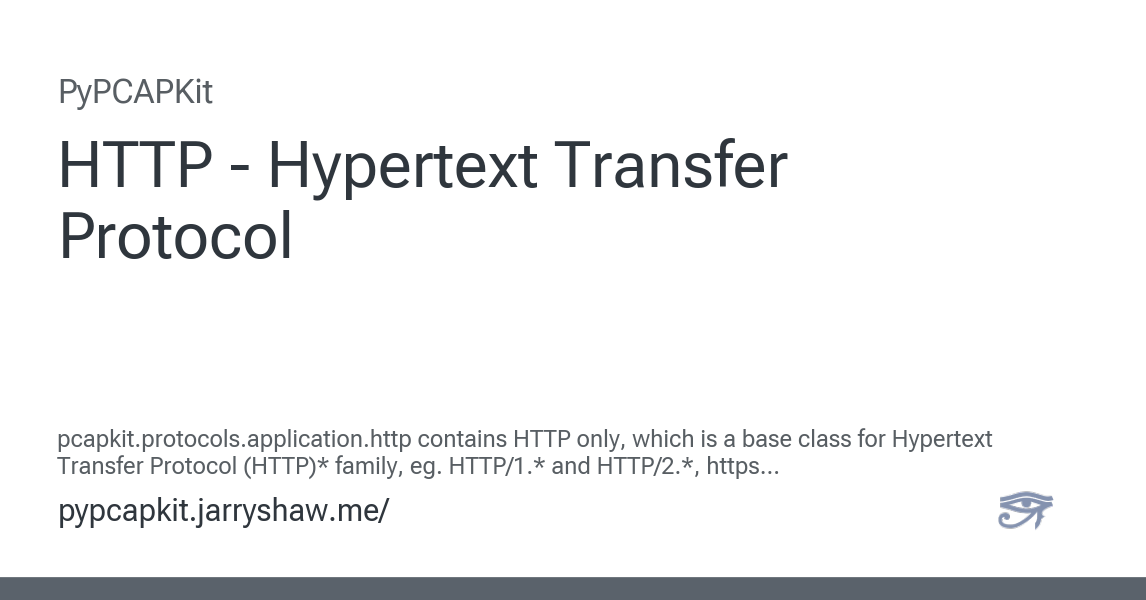 PyPCAPKit
HTTP - Hypertext Transfer
Protocol
pcapkit.protocols.application.http contains HTTP only, which is a base class for Hypertext
Transfer Protocol (HTTP)* family, eg. HTTP/1.* and HTTP/2.*, https...
pypcapkit.jarryshaw.me/